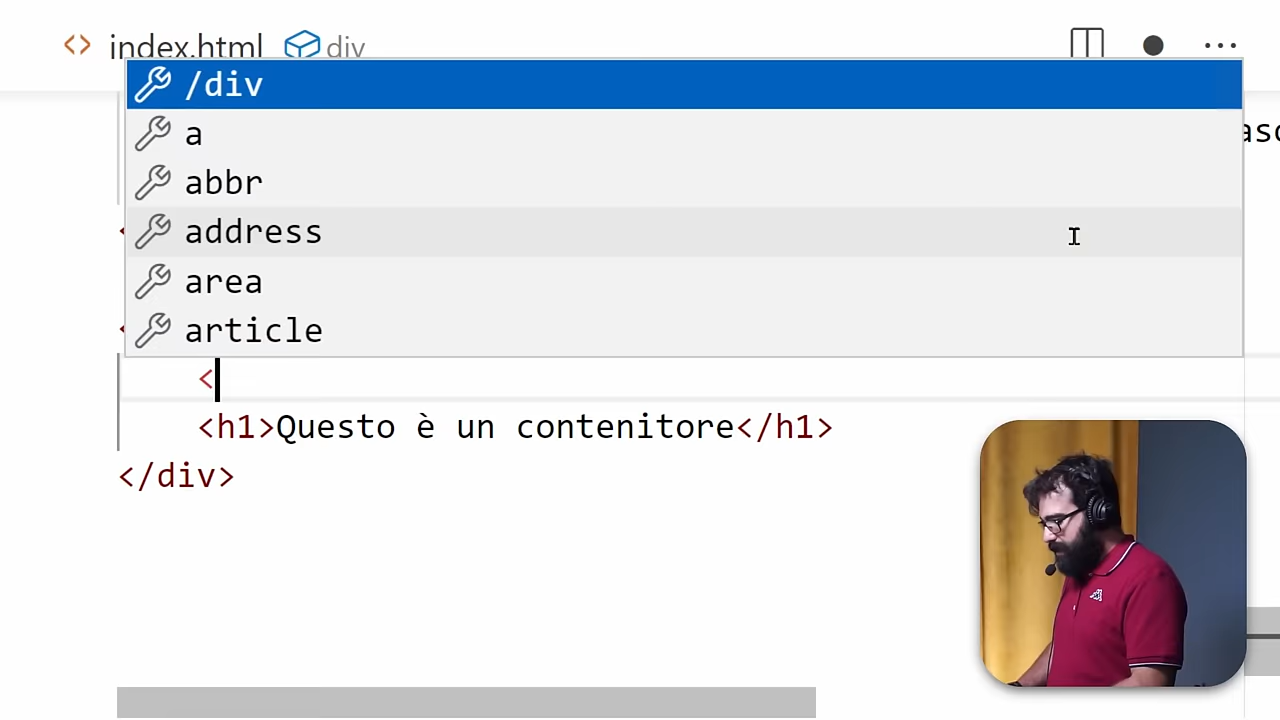 index.html div
/div
a
abbr
address
area
article
<
<h1>Questo è un contenitore</h1>
</div>